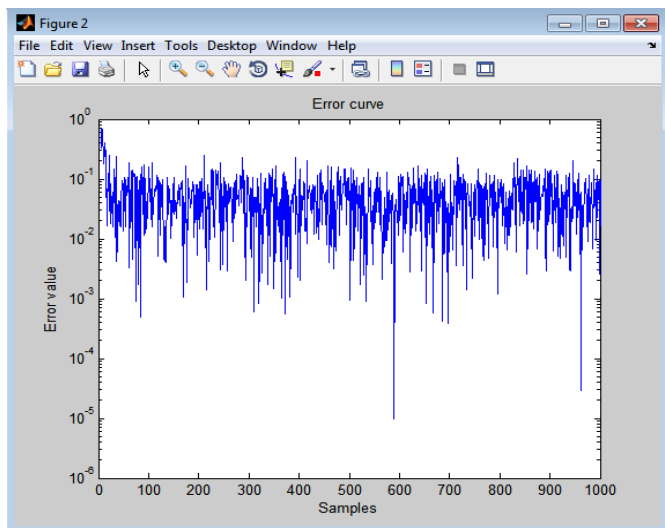 Figure 2
File Edit View Insert Tools Desktop Window Help
Error curve
10^0
10^-1
10^-2
10^-3
10^-4
10^-5
10^-6
Error value
0 100 200 300 400 500 600 700 800 900 1000
Samples